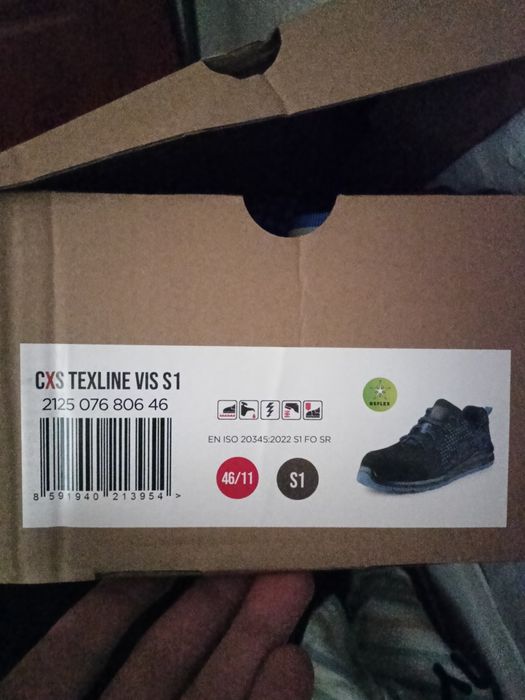 CXS TEXLINE VIS S1
2125 076 806 46
REFLEX
EN ISO 20345:2022 S1 FO SR
46/11
S1
8 591940 213954 >